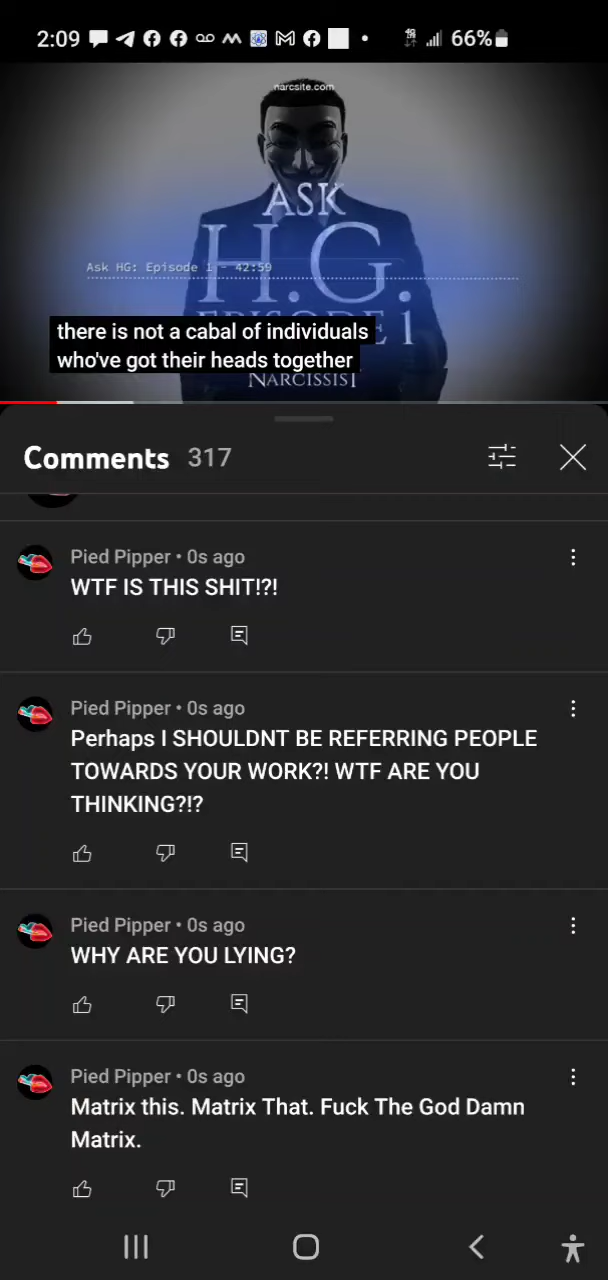 2:09
66%
narcsite.com
ASK
H.G.
Ask HG: Episode 1 - 42:59
EPISODE 1
there is not a cabal of individuals
who've got their heads together
NARCISSIST
Comments 317
Pied Pipper • 0s ago
WTF IS THIS SHIT!?!
Pied Pipper • 0s ago
Perhaps I SHOULDNT BE REFERRING PEOPLE
TOWARDS YOUR WORK?! WTF ARE YOU
THINKING?!?
Pied Pipper • 0s ago
WHY ARE YOU LYING?
Pied Pipper • 0s ago
Matrix this. Matrix That. Fuck The God Damn
Matrix.